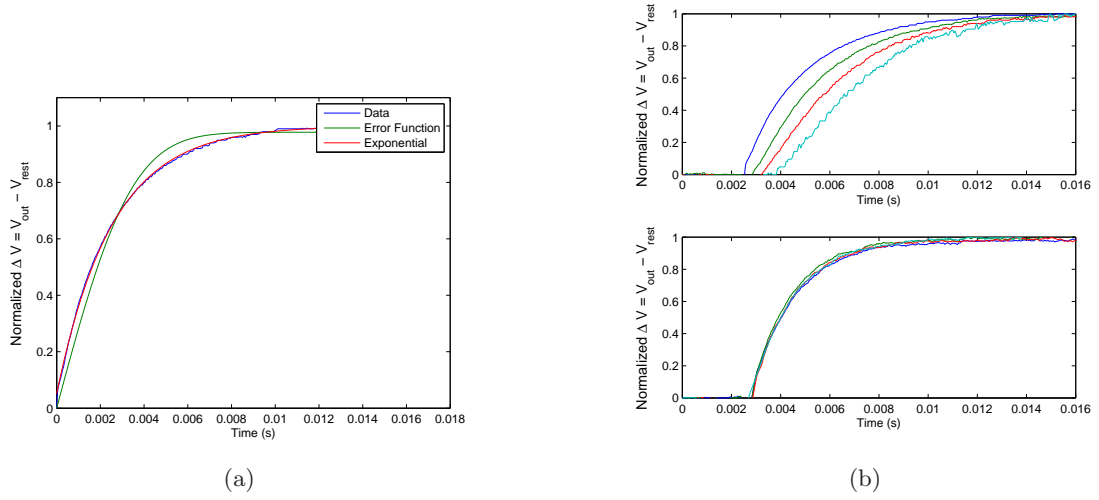 Normalized Δ V = V_out − V_rest
1
0.8
0.6
0.4
0.2
0
0 0.002 0.004 0.006 0.008 0.01 0.012 0.014 0.016 0.018
Time (s)
Data
Error Function
Exponential
(a)
Normalized Δ V = V_out − V_rest
1
0.8
0.6
0.4
0.2
0
0 0.002 0.004 0.006 0.008 0.01 0.012 0.014 0.016
Time (s)
Normalized Δ V = V_out − V_rest
1
0.8
0.6
0.4
0.2
0
0 0.002 0.004 0.006 0.008 0.01 0.012 0.014 0.016
Time (s)
(b)